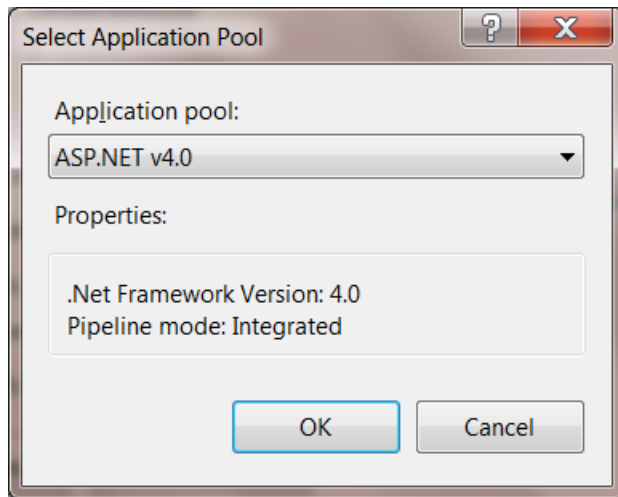 Select Application Pool
?
X
Application pool:
ASP.NET v4.0
Properties:
.Net Framework Version: 4.0
Pipeline mode: Integrated
OK
Cancel